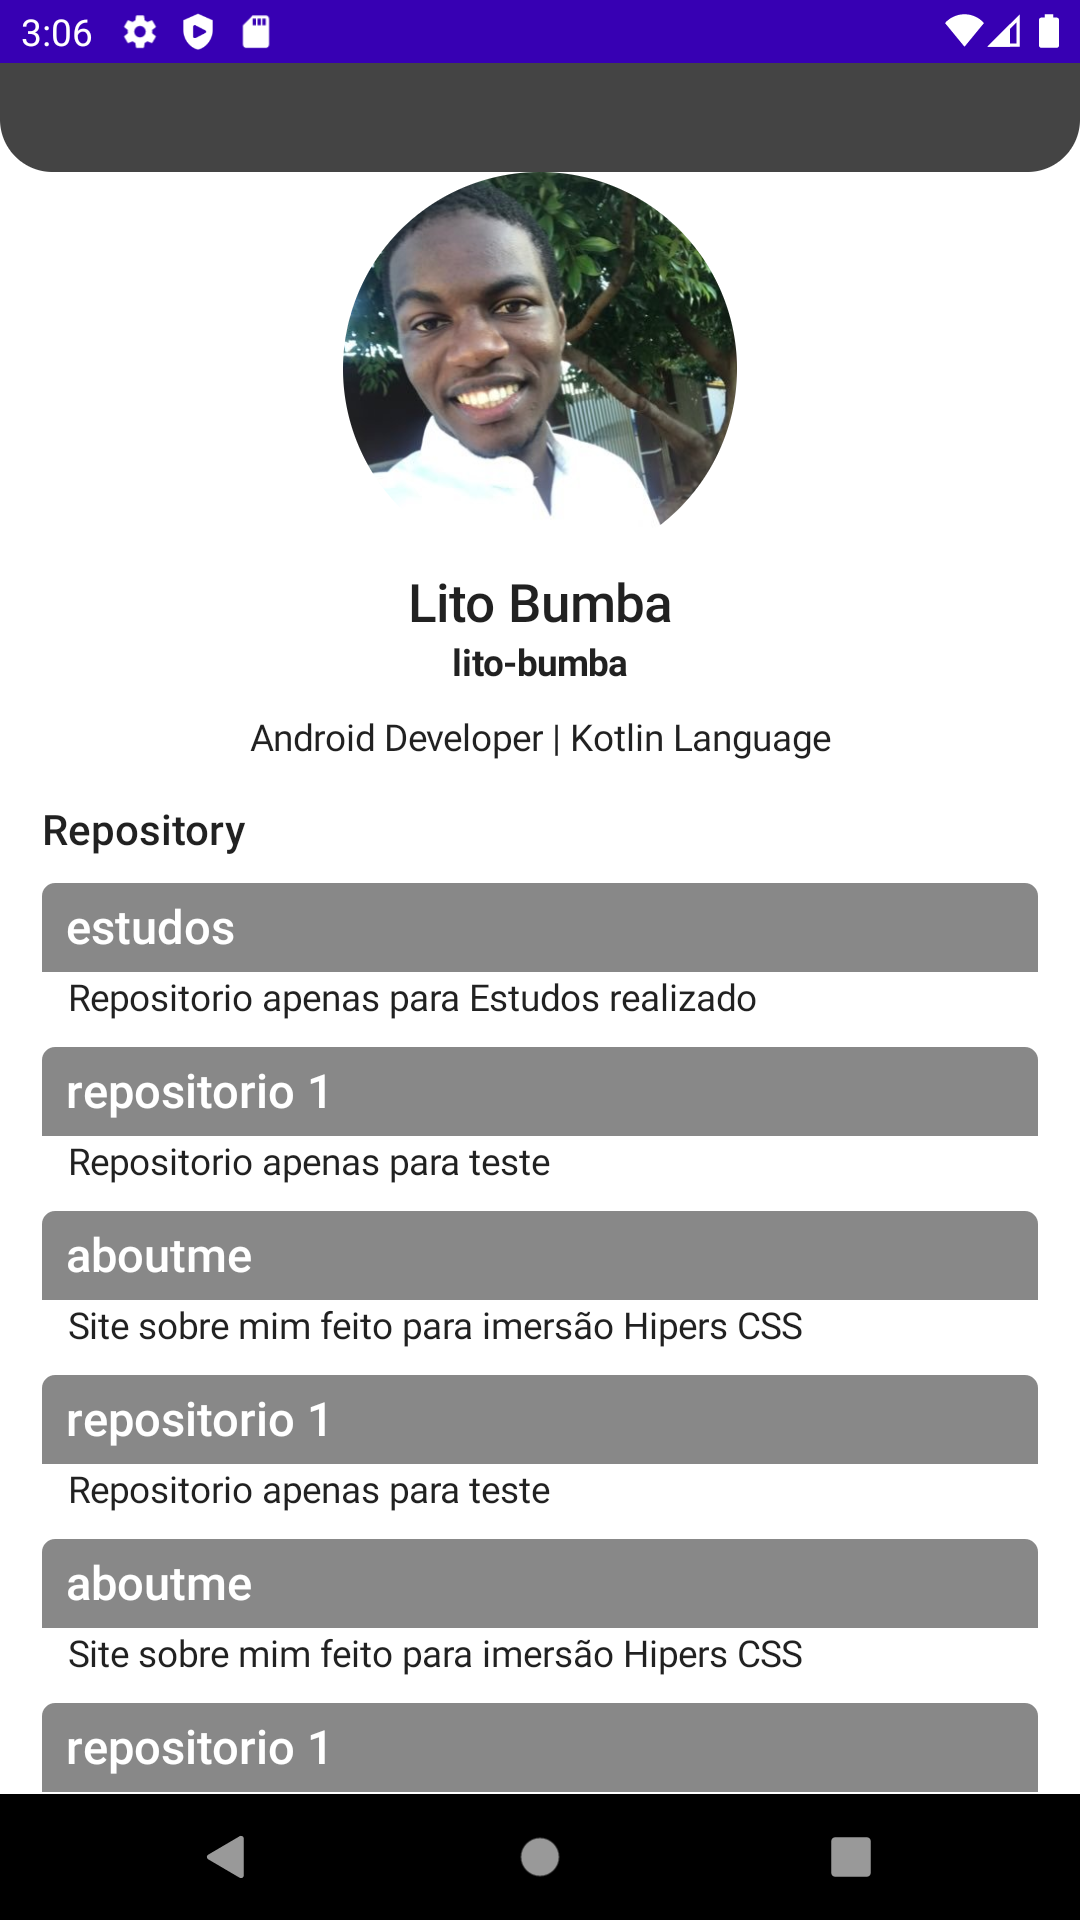 3:06
Lito Bumba
lito-bumba
Android Developer | Kotlin Language
Repository
estudos
Repositorio apenas para Estudos realizado
repositorio 1
Repositorio apenas para teste
aboutme
Site sobre mim feito para imersão Hipers CSS
repositorio 1
Repositorio apenas para teste
aboutme
Site sobre mim feito para imersão Hipers CSS
repositorio 1